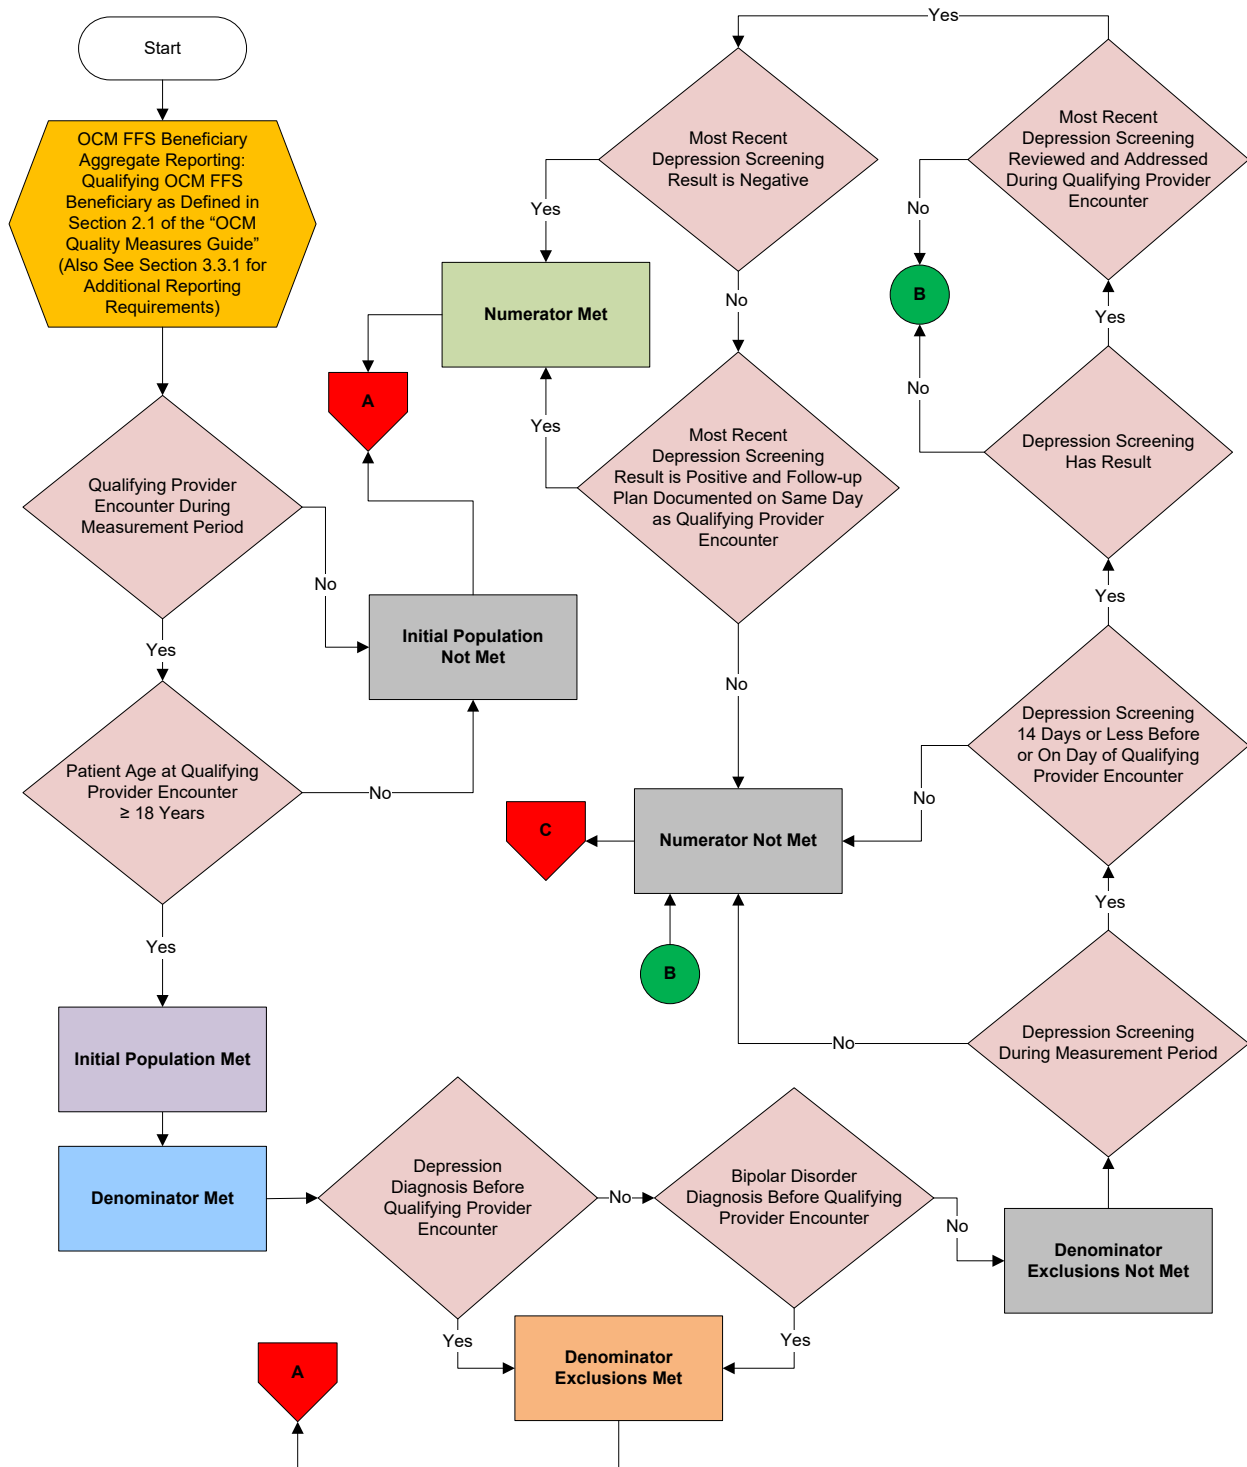 Start
OCM FFS Beneficiary
Aggregate Reporting:
Qualifying OCM FFS
Beneficiary as Defined in
Section 2.1 of the “OCM
Quality Measures Guide”
(Also See Section 3.3.1 for
Additional Reporting
Requirements)
Qualifying Provider
Encounter During
Measurement Period
No
Yes
Initial Population
Not Met
A
Patient Age at Qualifying
Provider Encounter
≥ 18 Years
No
Yes
Initial Population Met
Denominator Met
Depression
Diagnosis Before
Qualifying Provider
Encounter
No
Yes
Bipolar Disorder
Diagnosis Before Qualifying
Provider Encounter
No
Yes
Denominator
Exclusions Met
A
Denominator
Exclusions Not Met
Depression Screening
During Measurement Period
No
Yes
Depression Screening
14 Days or Less Before
or On Day of Qualifying
Provider Encounter
No
Yes
Depression Screening
Has Result
No
Yes
B
Most Recent
Depression Screening
Reviewed and Addressed
During Qualifying Provider
Encounter
No
Yes
Most Recent
Depression Screening
Result is Negative
Yes
No
Numerator Met
Most Recent
Depression Screening
Result is Positive and Follow-up
Plan Documented on Same Day
as Qualifying Provider
Encounter
Yes
No
Numerator Not Met
C
B